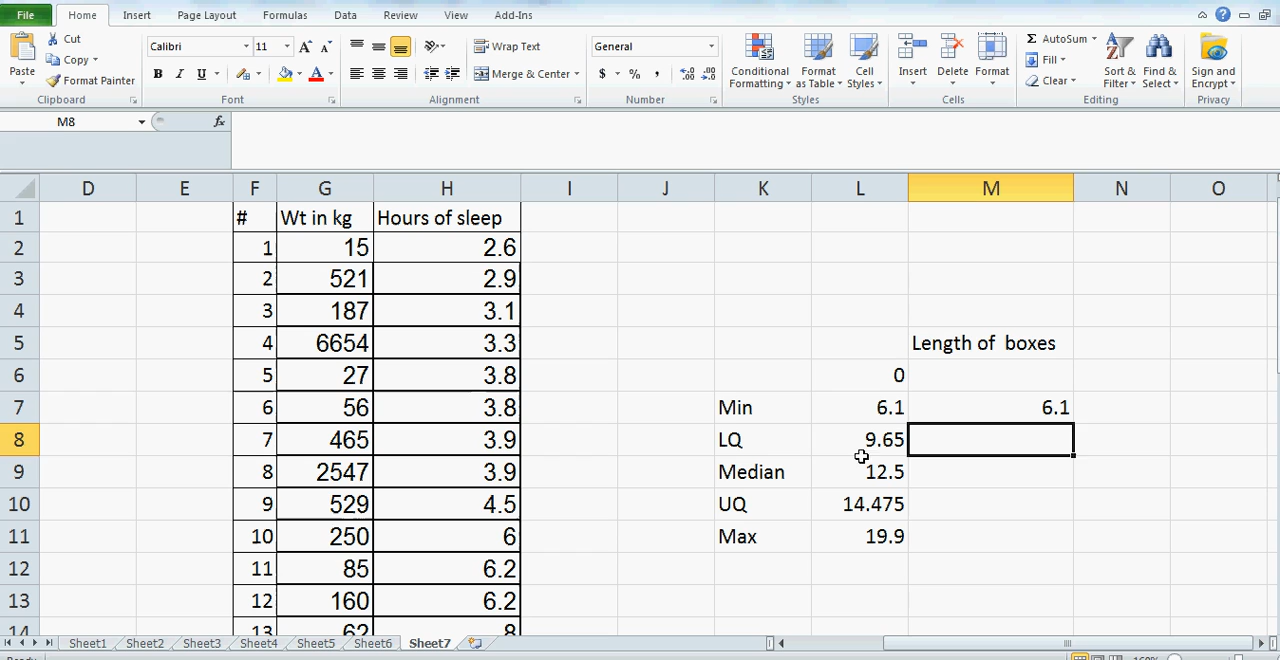 File Home Insert Page Layout Formulas Data Review View Add-Ins
Paste Cut Copy Format Painter Clipboard
Calibri 11 A A B I U A Font
Wrap Text Merge & Center Alignment
General $ % , Number
Conditional Formatting Format as Table Cell Styles Styles
Insert Delete Format Cells
Σ AutoSum Fill Clear Sort & Filter Find & Select Editing
Sign and Encrypt Privacy
M8 fx
D E F G H I J K L M N O
1 # Wt in kg Hours of sleep
2 1 15 2.6
3 2 521 2.9
4 3 187 3.1
5 4 6654 3.3 Length of boxes
6 5 27 3.8 0
7 6 56 3.8 Min 6.1 6.1
8 7 465 3.9 LQ 9.65
9 8 2547 3.9 Median 12.5
10 9 529 4.5 UQ 14.475
11 10 250 6 Max 19.9
12 11 85 6.2
13 12 160 6.2
14 13 62 8
Sheet1 Sheet2 Sheet3 Sheet4 Sheet5 Sheet6 Sheet7
Ready 160%